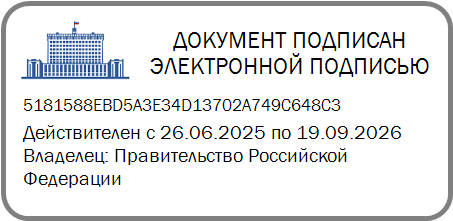 ДОКУМЕНТ ПОДПИСАН
ЭЛЕКТРОННОЙ ПОДПИСЬЮ
5181588EBD5A3E34D13702A749C648C3
Действителен с 26.06.2025 по 19.09.2026
Владелец: Правительство Российской
Федерации